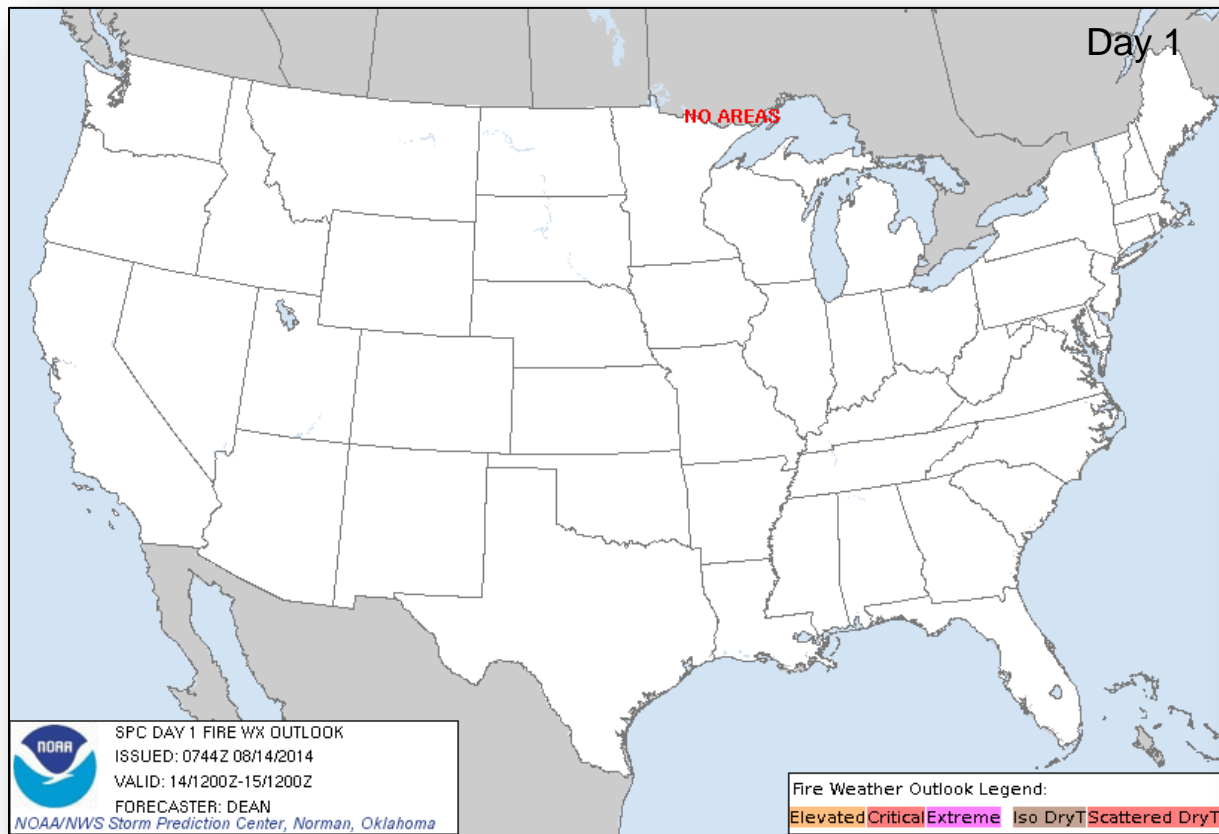 Day 1
NO AREAS
NOAA
SPC DAY 1 FIRE WX OUTLOOK
ISSUED: 0744Z 08/14/2014
VALID: 14/1200Z-15/1200Z
FORECASTER: DEAN
NOAA/NWS Storm Prediction Center, Norman, Oklahoma
Fire Weather Outlook Legend:
Elevated Critical Extreme Iso DryT Scattered DryT